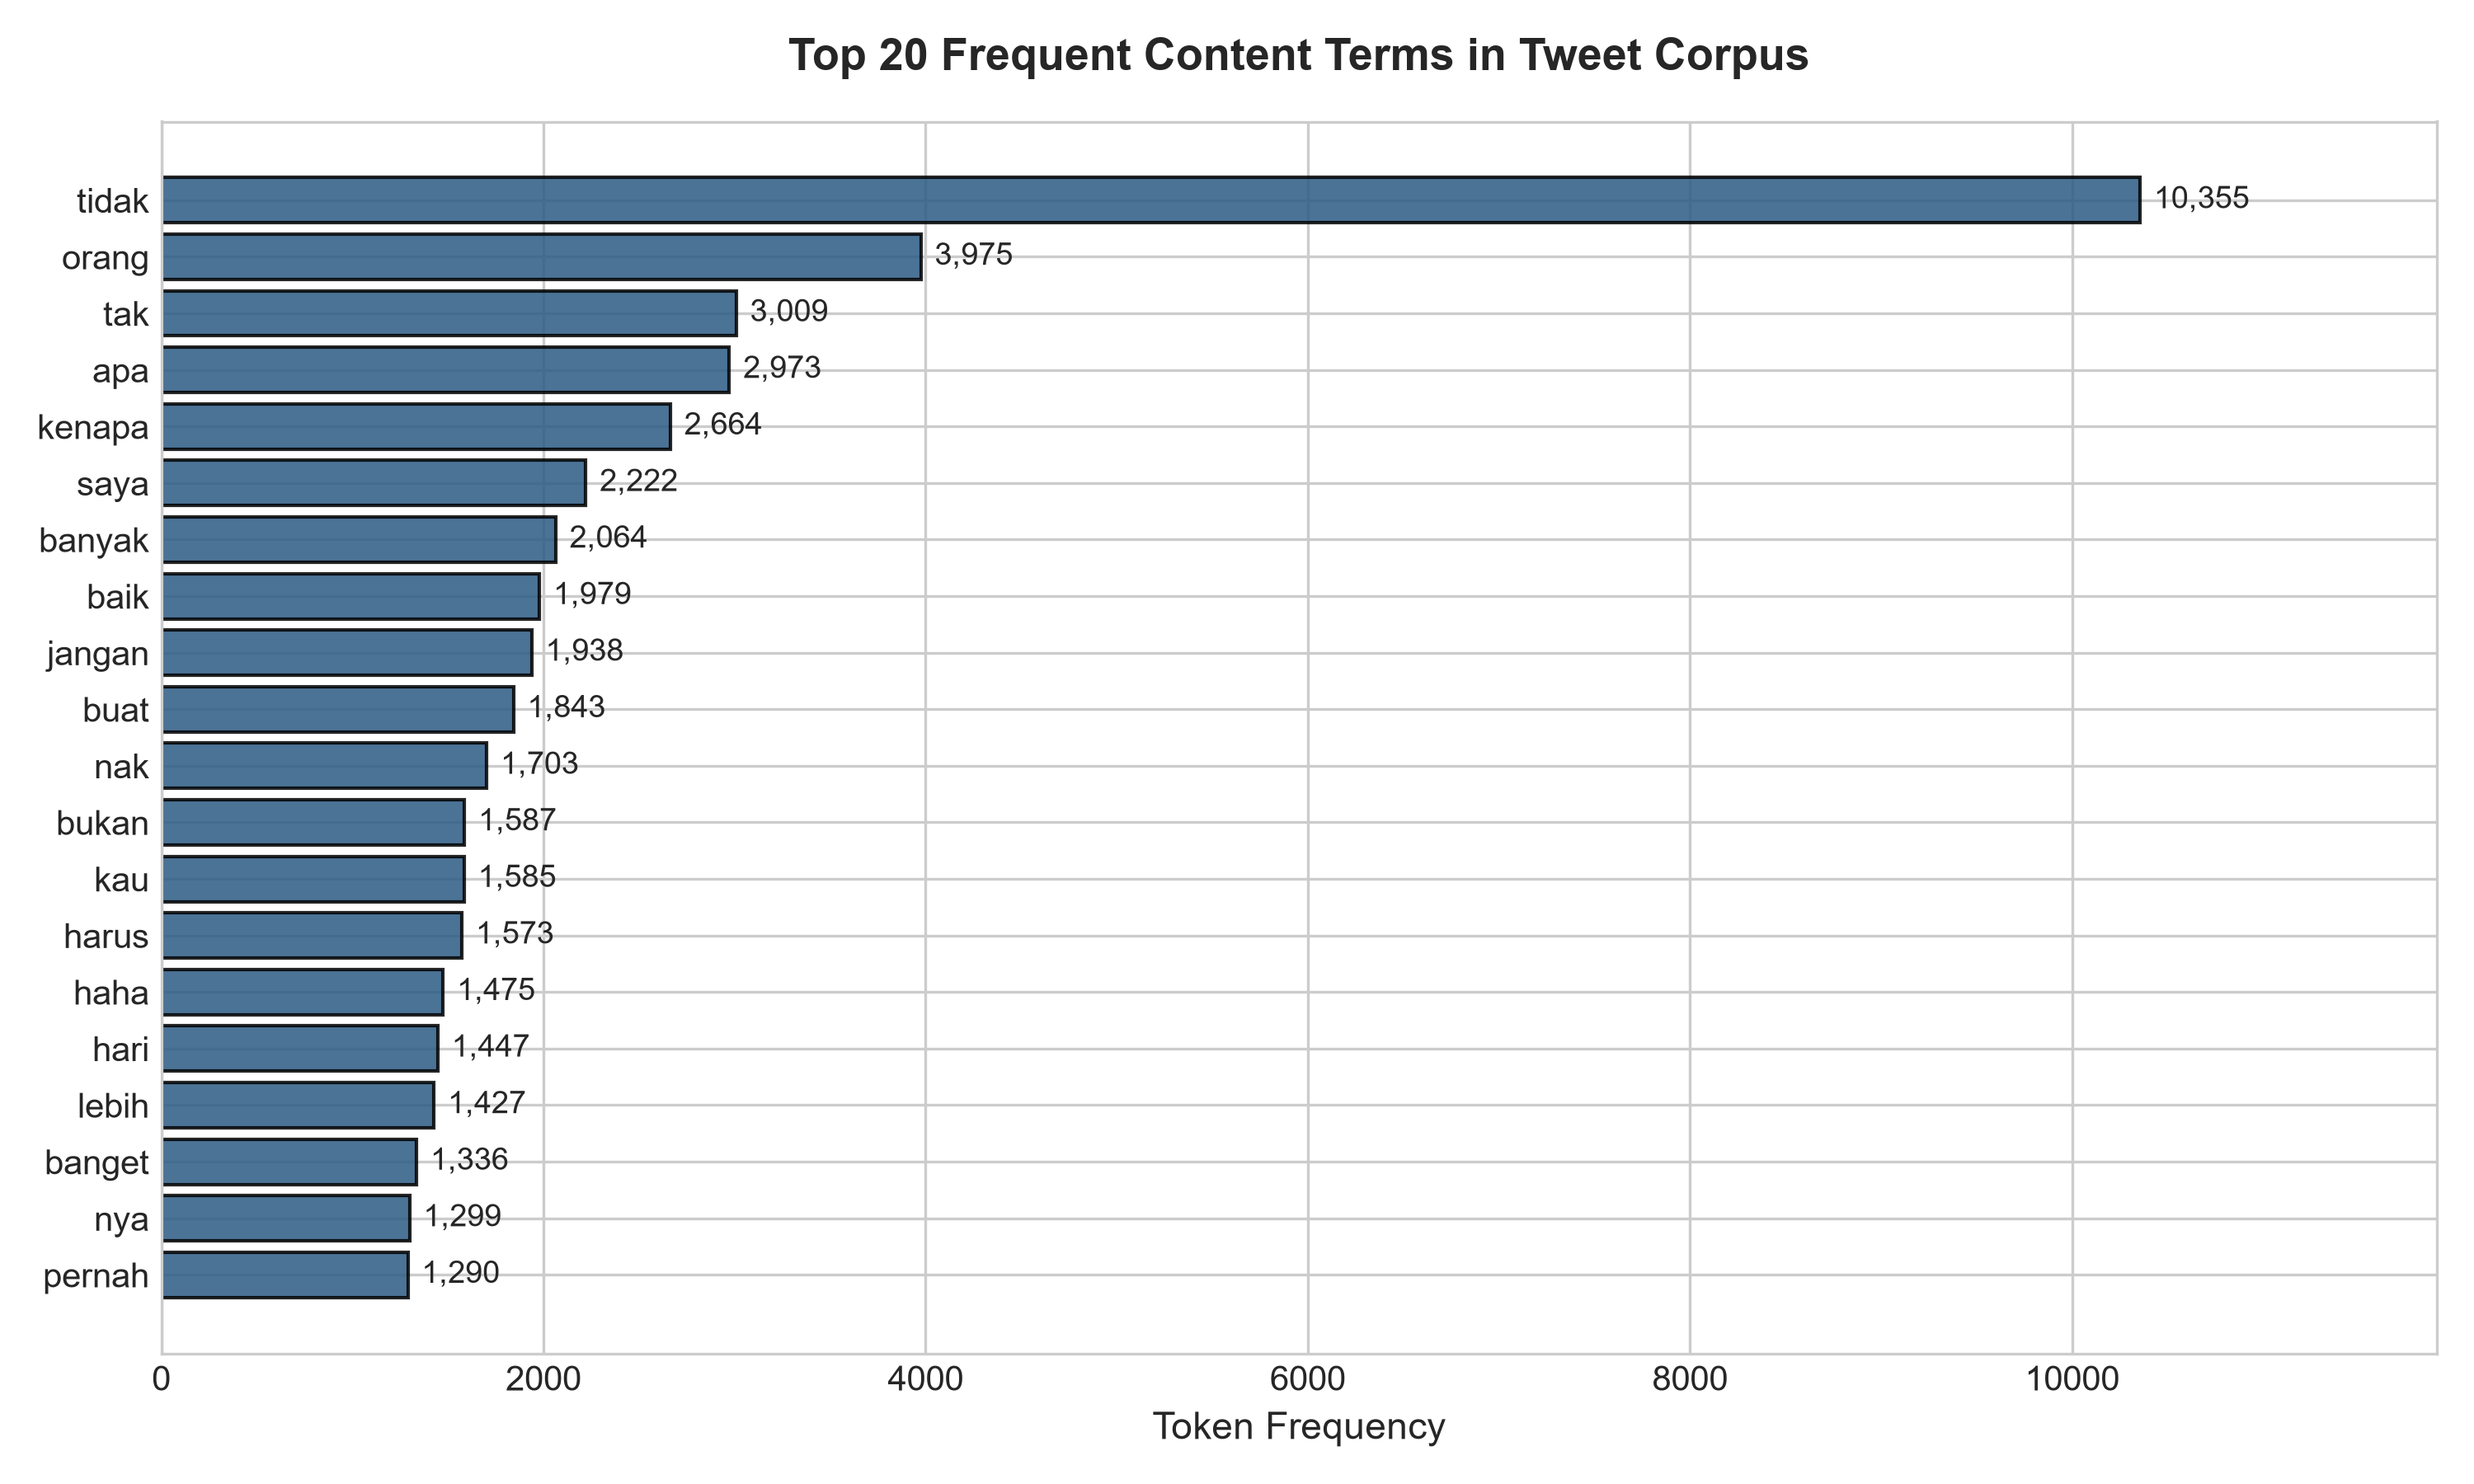 Top 20 Frequent Content Terms in Tweet Corpus
tidak 10,355
orang 3,975
tak 3,009
apa 2,973
kenapa 2,664
saya 2,222
banyak 2,064
baik 1,979
jangan 1,938
buat 1,843
nak 1,703
bukan 1,587
kau 1,585
harus 1,573
haha 1,475
hari 1,447
lebih 1,427
banget 1,336
nya 1,299
pernah 1,290
0 2000 4000 6000 8000 10000
Token Frequency